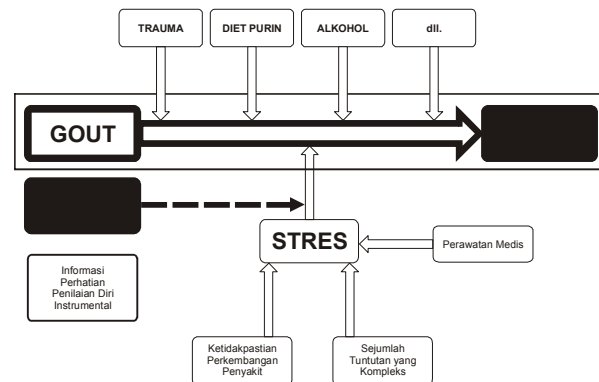 TRAUMA
DIET PURIN
ALKOHOL
dll.
GOUT
STRES
Perawatan Medis
Informasi
Perhatian
Penilaian Diri
Instrumental
Ketidakpastian
Perkembangan
Penyakit
Sejumlah
Tuntutan yang
Kompleks